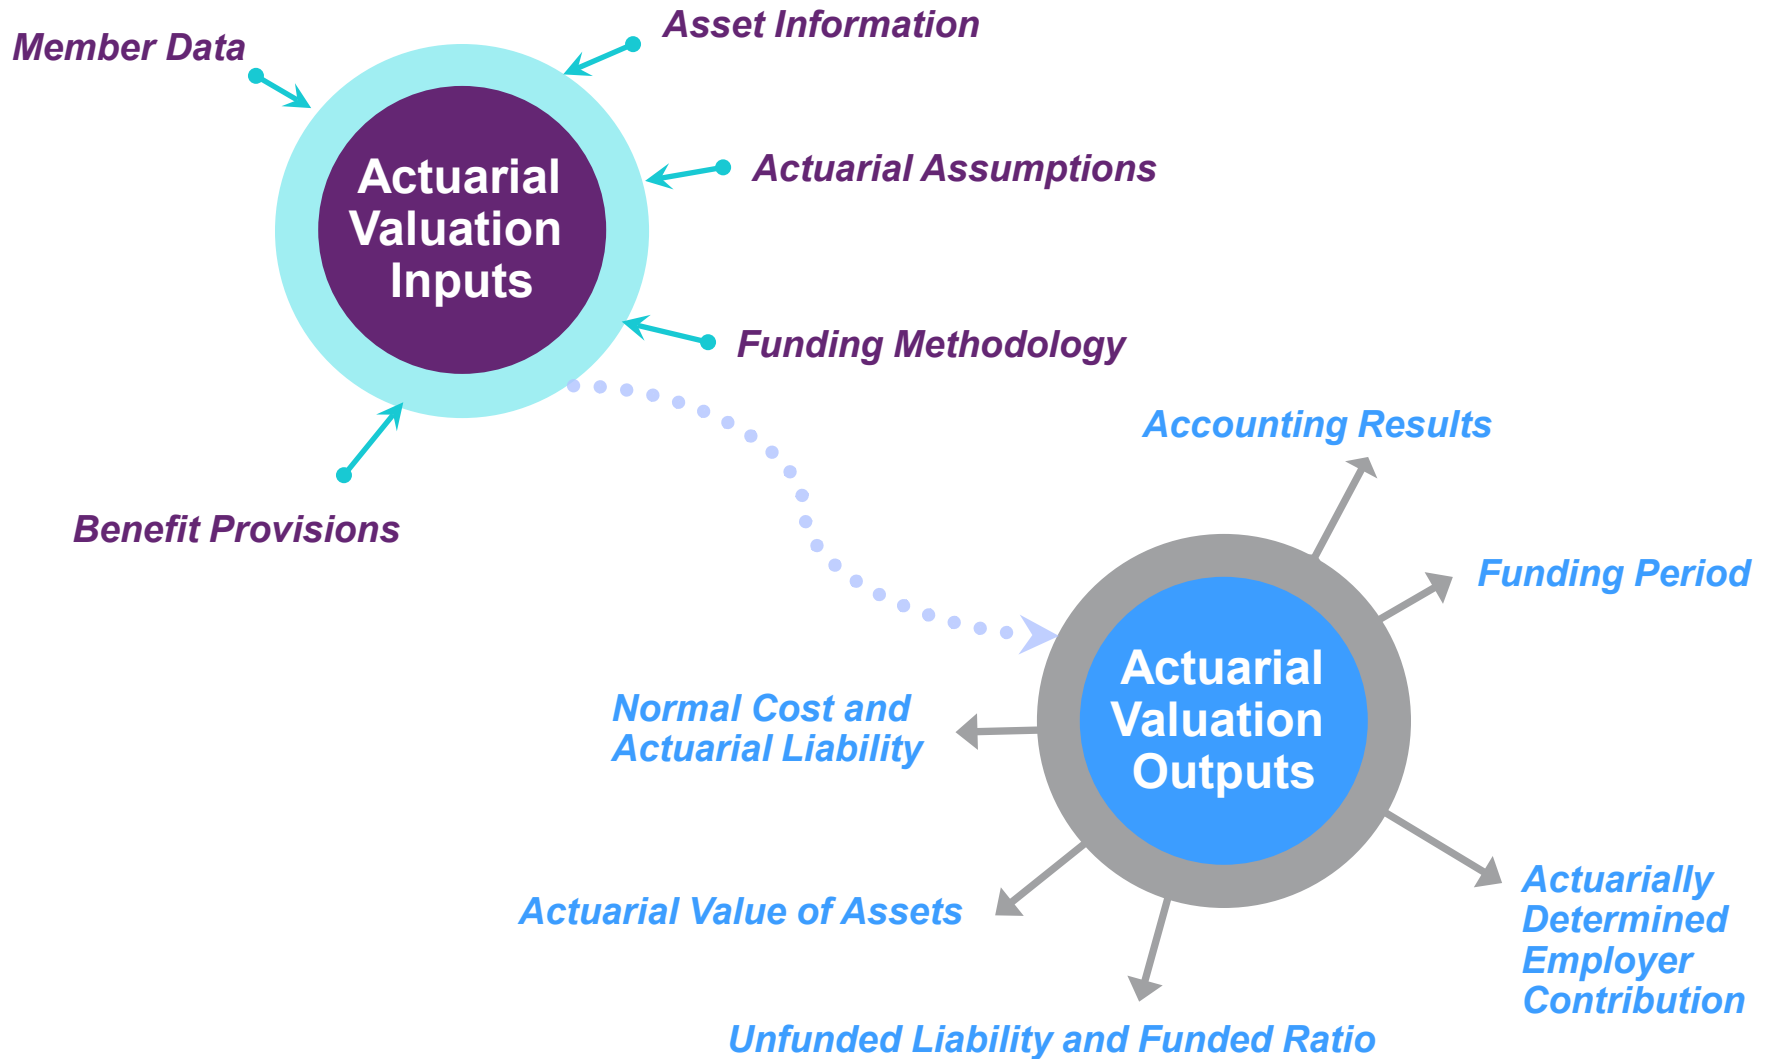 Member Data
Asset Information
Actuarial
Valuation
Inputs
Actuarial Assumptions
Funding Methodology
Benefit Provisions
Accounting Results
Funding Period
Actuarial
Valuation
Outputs
Normal Cost and
Actuarial Liability
Actuarial Value of Assets
Actuarially
Determined
Employer
Contribution
Unfunded Liability and Funded Ratio